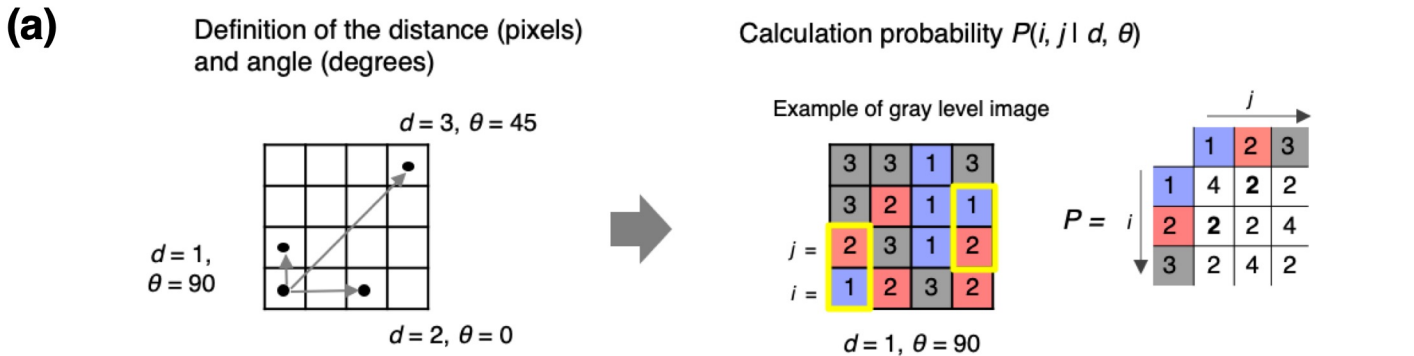 (a)
Definition of the distance (pixels)
and angle (degrees)
d = 3, θ = 45
d = 1,
θ = 90
d = 2, θ = 0
Calculation probability P(i, j | d, θ)
Example of gray level image
3 3 1 3
3 2 1 1
j = 2 3 1 2
i = 1 2 3 2
d = 1, θ = 90
j
1 2 3
1 4 2 2
P = i 2 2 2 4
3 2 4 2